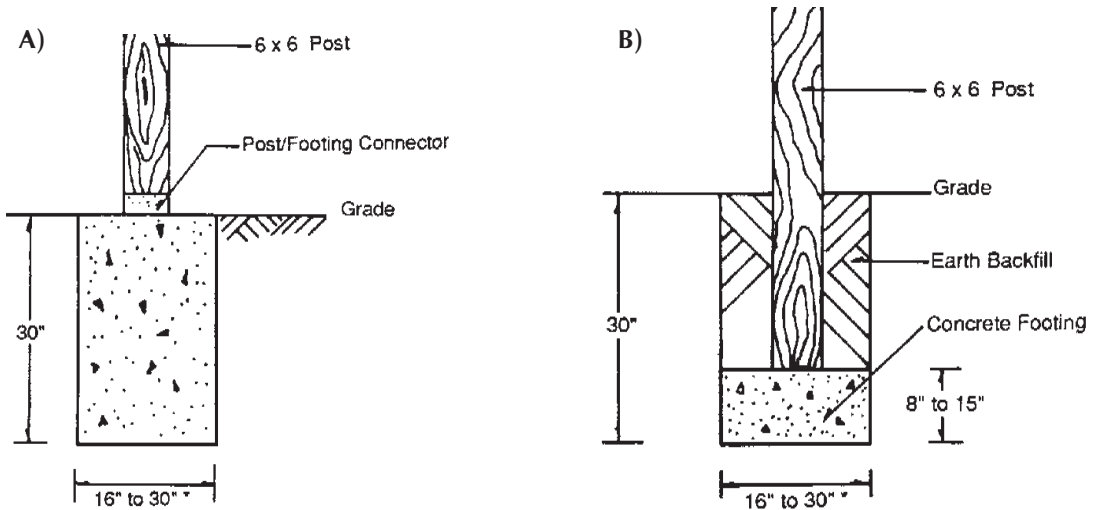 A)
6 x 6 Post
Post/Footing Connector
Grade
30"
16" to 30" *
B)
6 x 6 Post
Grade
Earth Backfill
Concrete Footing
30"
8" to 15"
16" to 30" *